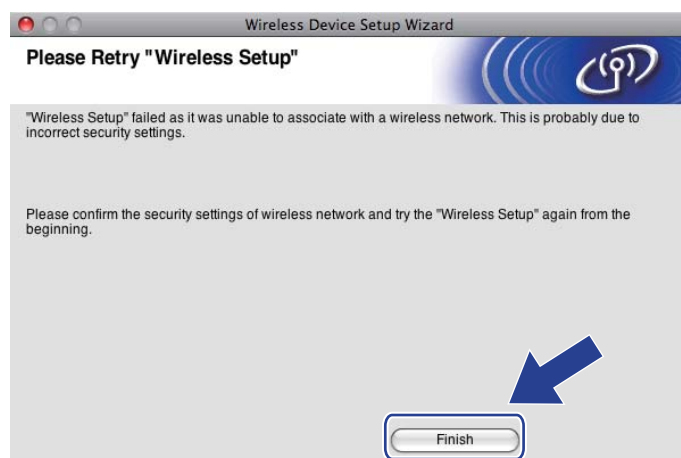 Wireless Device Setup Wizard
Please Retry "Wireless Setup"
"Wireless Setup" failed as it was unable to associate with a wireless network. This is probably due to
incorrect security settings.
Please confirm the security settings of wireless network and try the "Wireless Setup" again from the
beginning.
Finish